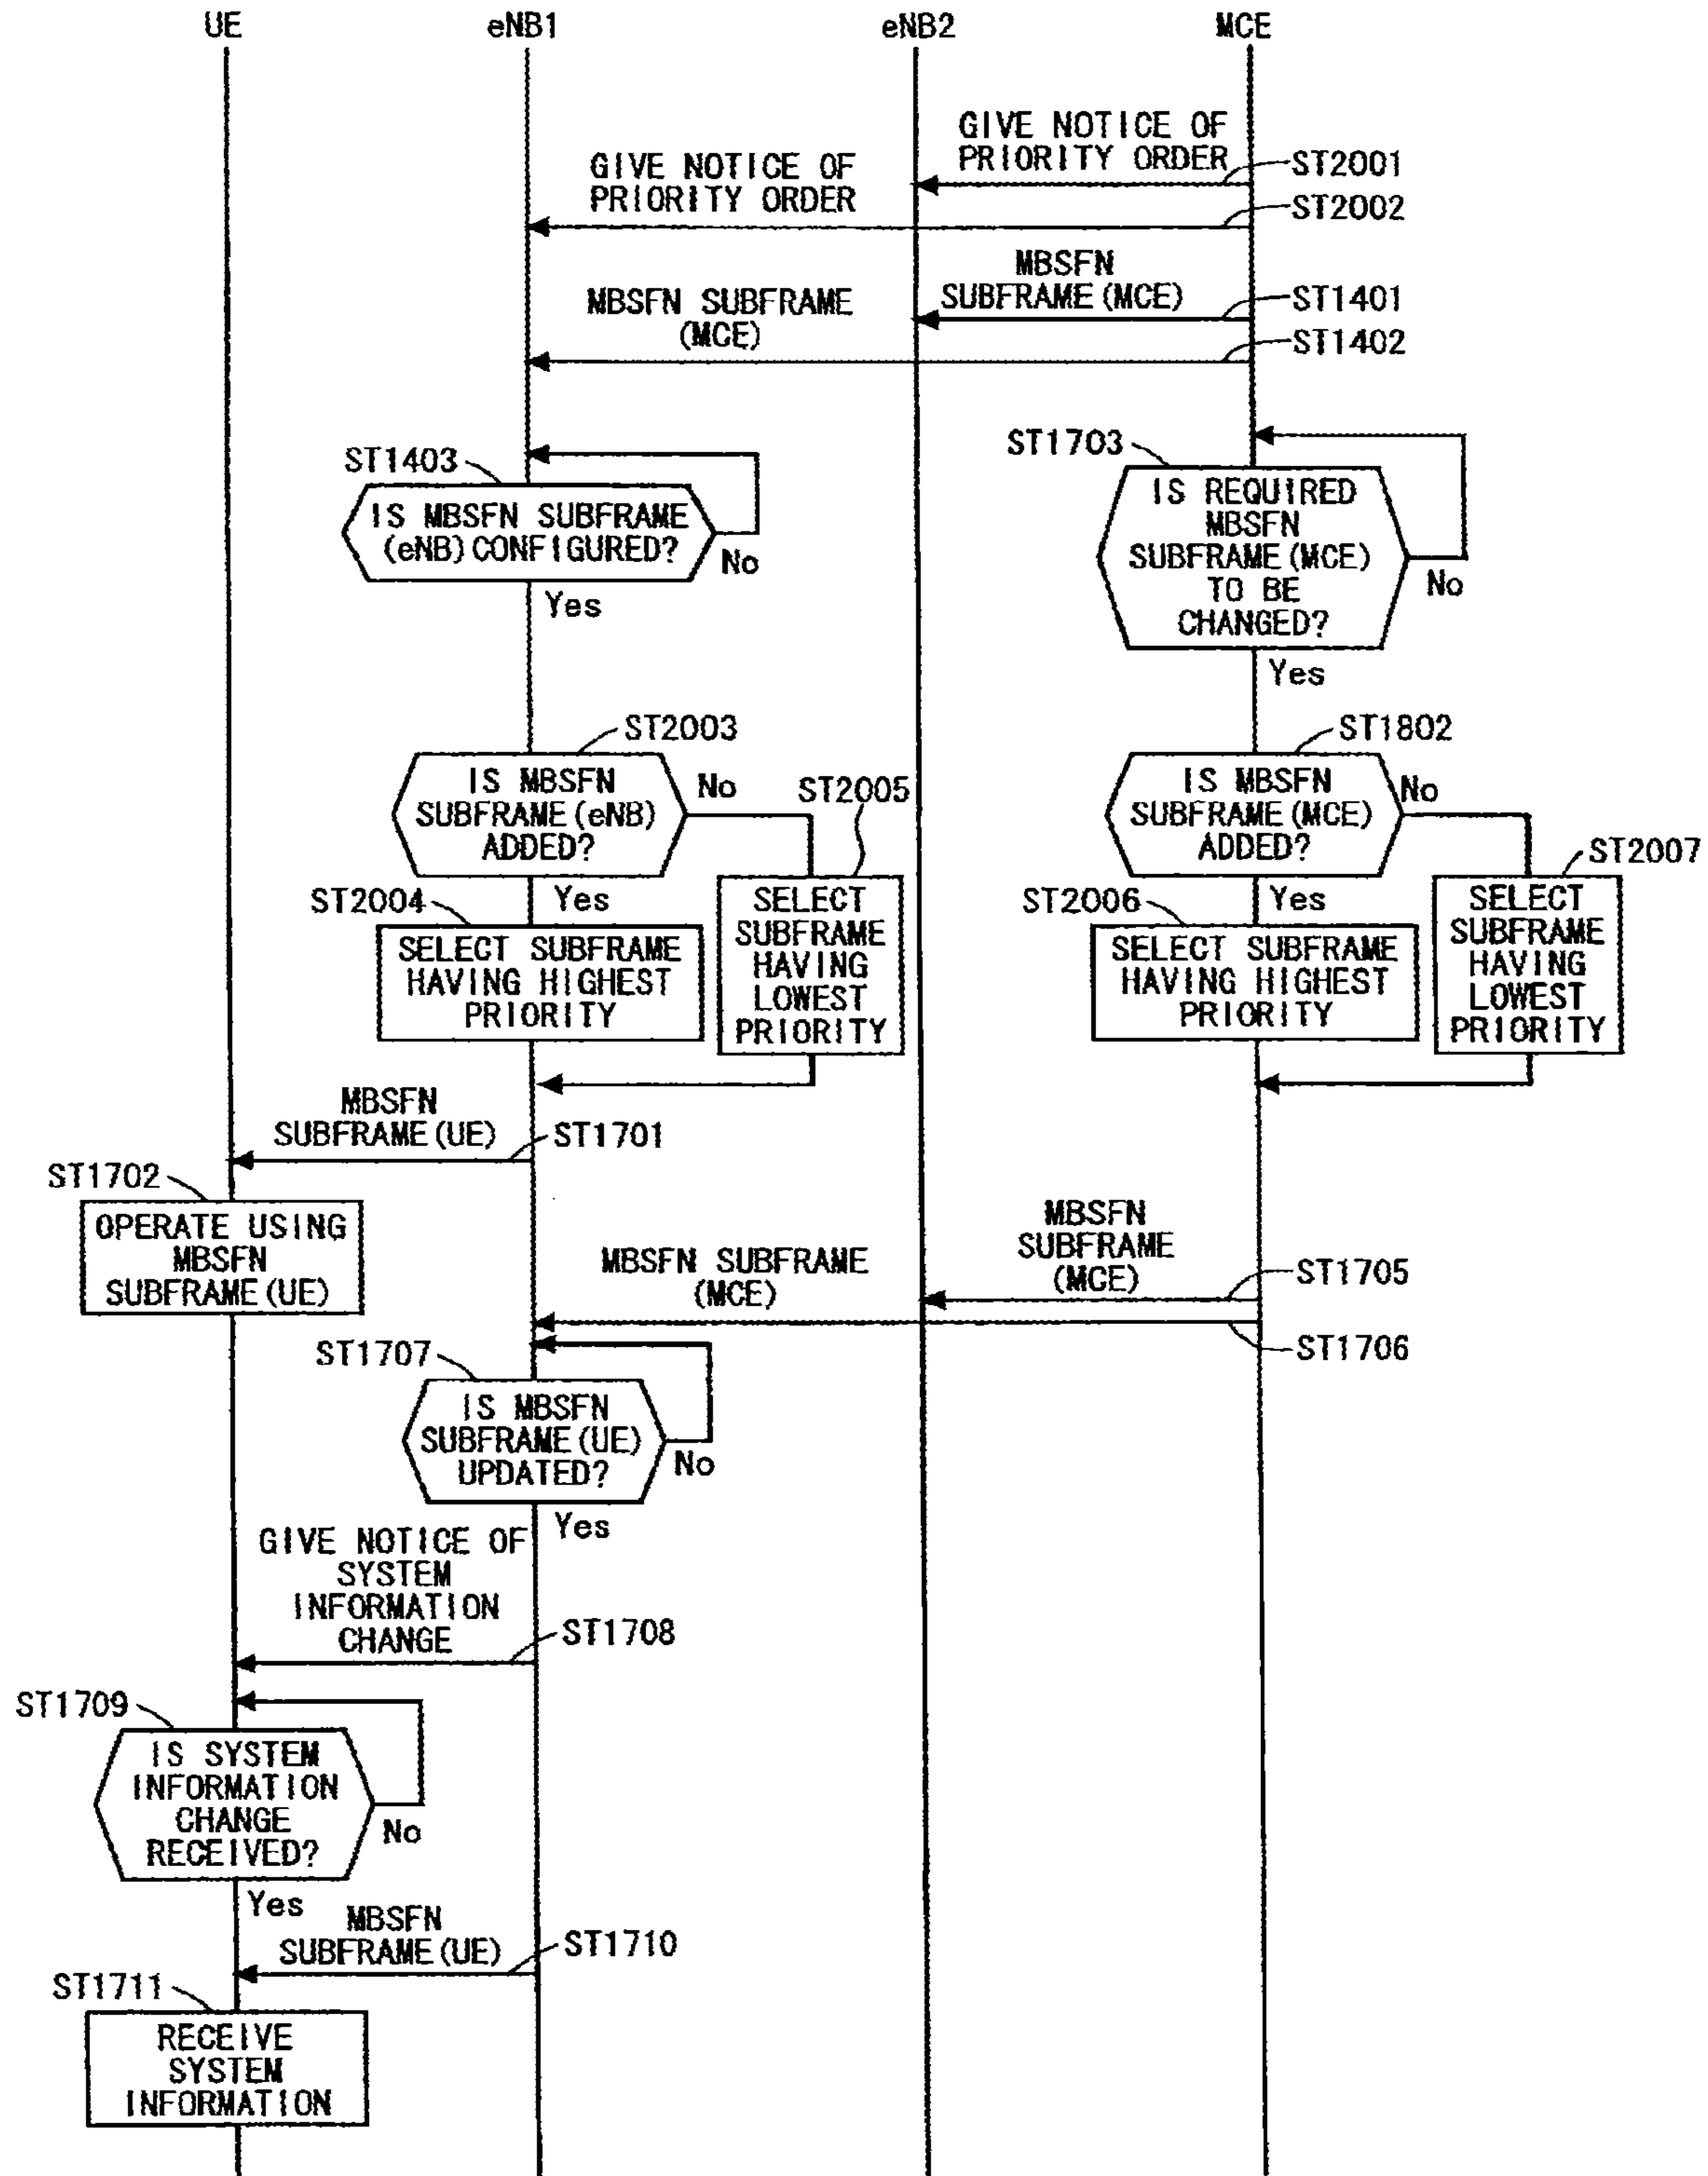 UE
eNB1
eNB2
MCE
GIVE NOTICE OF
PRIORITY ORDER
ST2001
GIVE NOTICE OF
PRIORITY ORDER
ST2002
MBSFN
SUBFRAME(MCE)
ST1401
MBSFN SUBFRAME
(MCE)
ST1402
ST1403
IS MBSFN SUBFRAME
(eNB)CONFIGURED?
No
Yes
ST1703
IS REQUIRED
MBSFN
SUBFRAME(MCE)
TO BE
CHANGED?
No
Yes
ST2003
IS MBSFN
SUBFRAME(eNB)
ADDED?
No
Yes
ST2005
SELECT
SUBFRAME
HAVING
LOWEST
PRIORITY
ST2004
SELECT SUBFRAME
HAVING HIGHEST
PRIORITY
ST1802
IS MBSFN
SUBFRAME(MCE)
ADDED?
No
Yes
ST2007
SELECT
SUBFRAME
HAVING
LOWEST
PRIORITY
ST2006
SELECT SUBFRAME
HAVING HIGHEST
PRIORITY
MBSFN
SUBFRAME(UE)
ST1701
ST1702
OPERATE USING
MBSFN
SUBFRAME(UE)
MBSFN
SUBFRAME
(MCE)
ST1705
MBSFN SUBFRAME
(MCE)
ST1706
ST1707
IS MBSFN
SUBFRAME(UE)
UPDATED?
No
Yes
GIVE NOTICE OF
SYSTEM
INFORMATION
CHANGE
ST1708
ST1709
IS SYSTEM
INFORMATION
CHANGE
RECEIVED?
No
Yes
MBSFN
SUBFRAME(UE)
ST1710
ST1711
RECEIVE
SYSTEM
INFORMATION